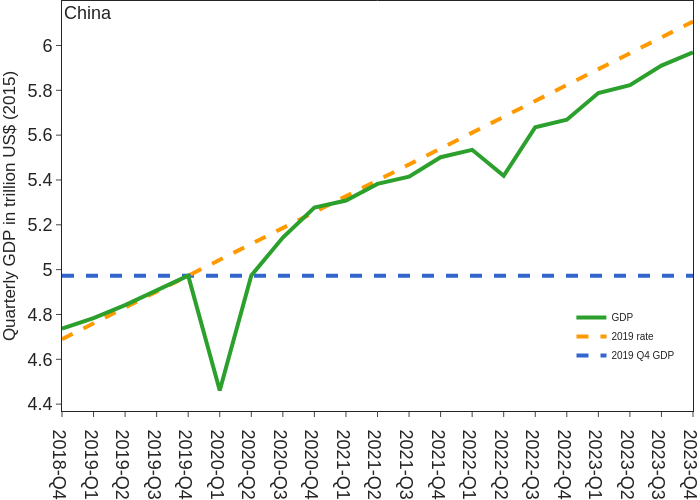 China
Quarterly GDP in trillion US$ (2015)
6
5.8
5.6
5.4
5.2
5
4.8
4.6
4.4
GDP
2019 rate
2019 Q4 GDP
2018-Q4
2019-Q1
2019-Q2
2019-Q3
2019-Q4
2020-Q1
2020-Q2
2020-Q3
2020-Q4
2021-Q1
2021-Q2
2021-Q3
2021-Q4
2022-Q1
2022-Q2
2022-Q3
2022-Q4
2023-Q1
2023-Q2
2023-Q3
2023-Q4